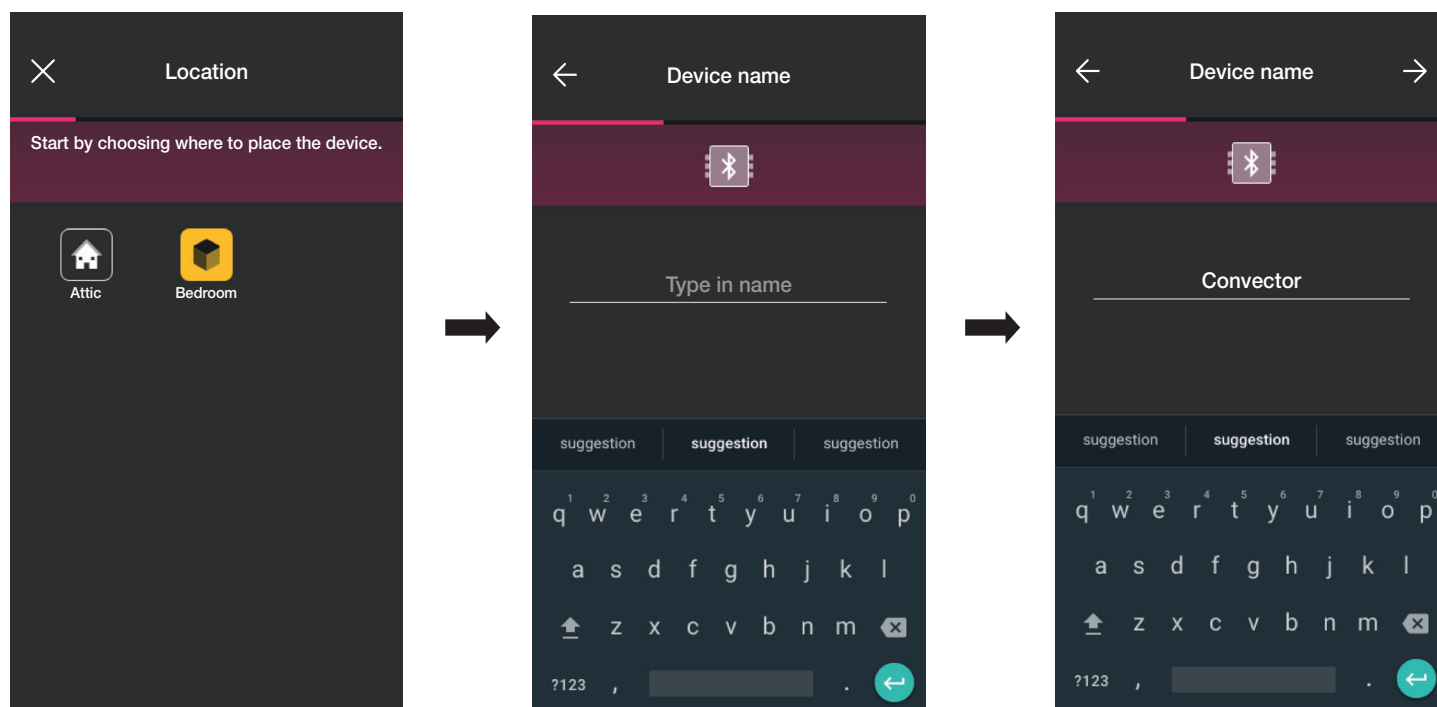 Location
Start by choosing where to place the device.
Attic
Bedroom
Device name
Type in name
suggestion suggestion suggestion
1 2 3 4 5 6 7 8 9 0
q w e r t y u i o p
a s d f g h j k l
z x c v b n m
?123 , .
Device name
Convector
suggestion suggestion suggestion
1 2 3 4 5 6 7 8 9 0
q w e r t y u i o p
a s d f g h j k l
z x c v b n m
?123 , .